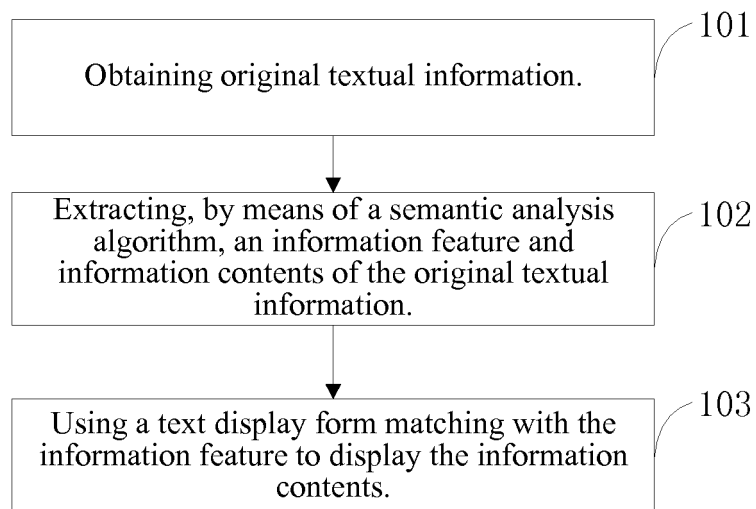 101
Obtaining original textual information.
Extracting, by means of a semantic analysis
algorithm, an information feature and
information contents of the original textual
information.
102
Using a text display form matching with the
information feature to display the information
contents.
103